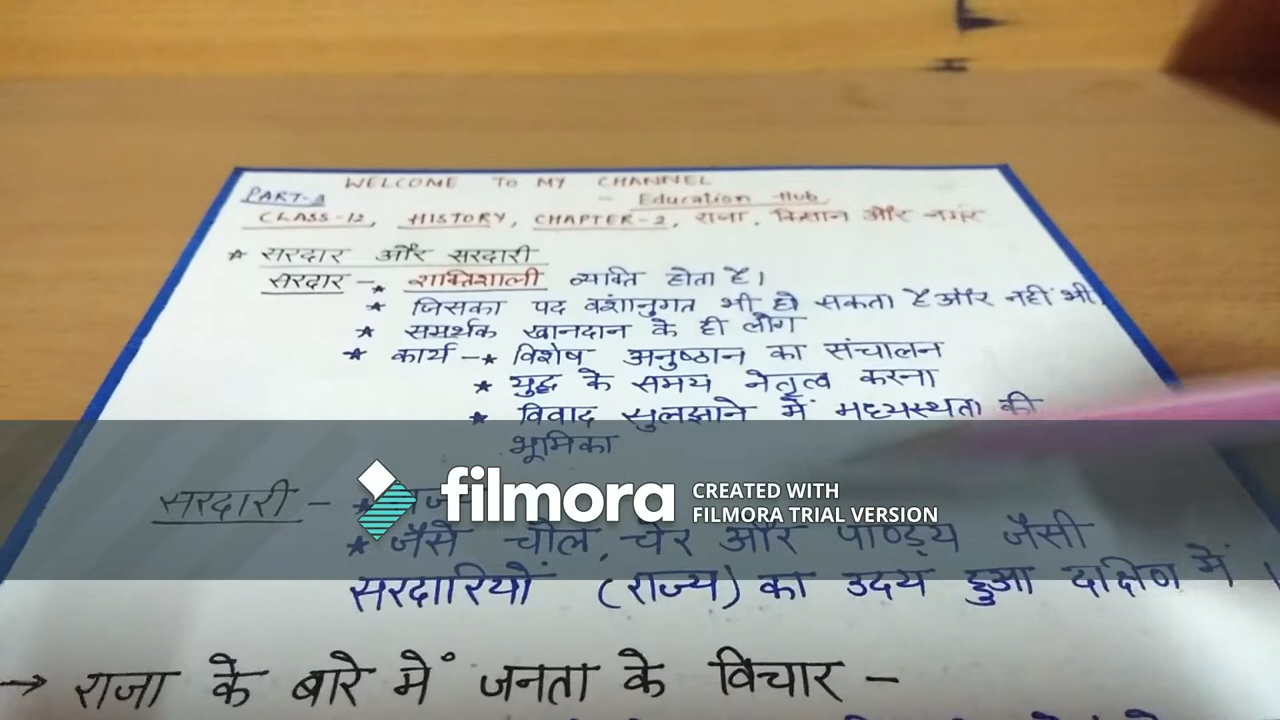 WELCOME TO MY CHANNEL
PART-2
- Education Hub
CLASS-12, HISTORY, CHAPTER-2, राजा, किसान और नगर
* सरदार और सरदारी
सरदार - * शक्तिशाली व्यक्ति होता है।
* जिसका पद वशांनुगत भी हो सकता है और नहीं भी
* समर्थक खानदान के ही लोग
* कार्य - * विशेष अनुष्ठान का संचालन
* युद्ध के समय नेतृत्व करना
* विवाद सुलझाने में मध्यस्थता की
भूमिका
सरदारी - *
filmora CREATED WITH
FILMORA TRIAL VERSION
* जैसे चोल, चेर और पाण्ड्य जैसी
सरदारियों (राज्य) का उदय हुआ दक्षिण में ।
→ राजा के बारे में जनता के विचार -